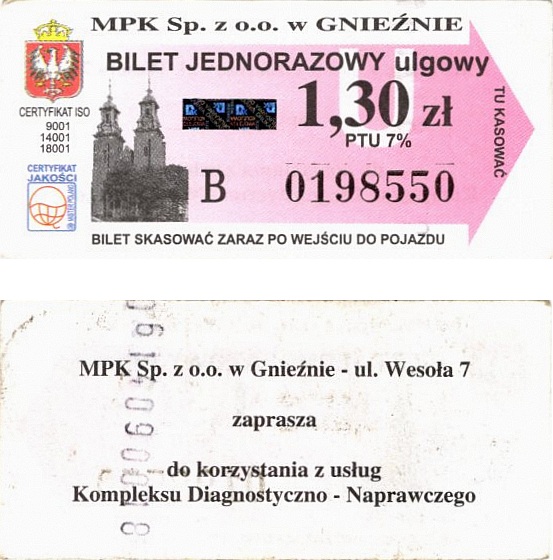 MPK Sp. z o.o. w GNIEŹNIE
BILET JEDNORAZOWY ulgowy
1,30 zł
PTU 7%
TU KASOWAĆ
CERTYFIKAT ISO
9001
14001
18001
CERTYFIKAT
JAKOŚCI
B 0198550
BILET SKASOWAĆ ZARAZ PO WEJŚCIU DO POJAZDU
MPK Sp. z o.o. w Gnieźnie - ul. Wesoła 7
zaprasza
do korzystania z usług
Kompleksu Diagnostyczno - Naprawczego